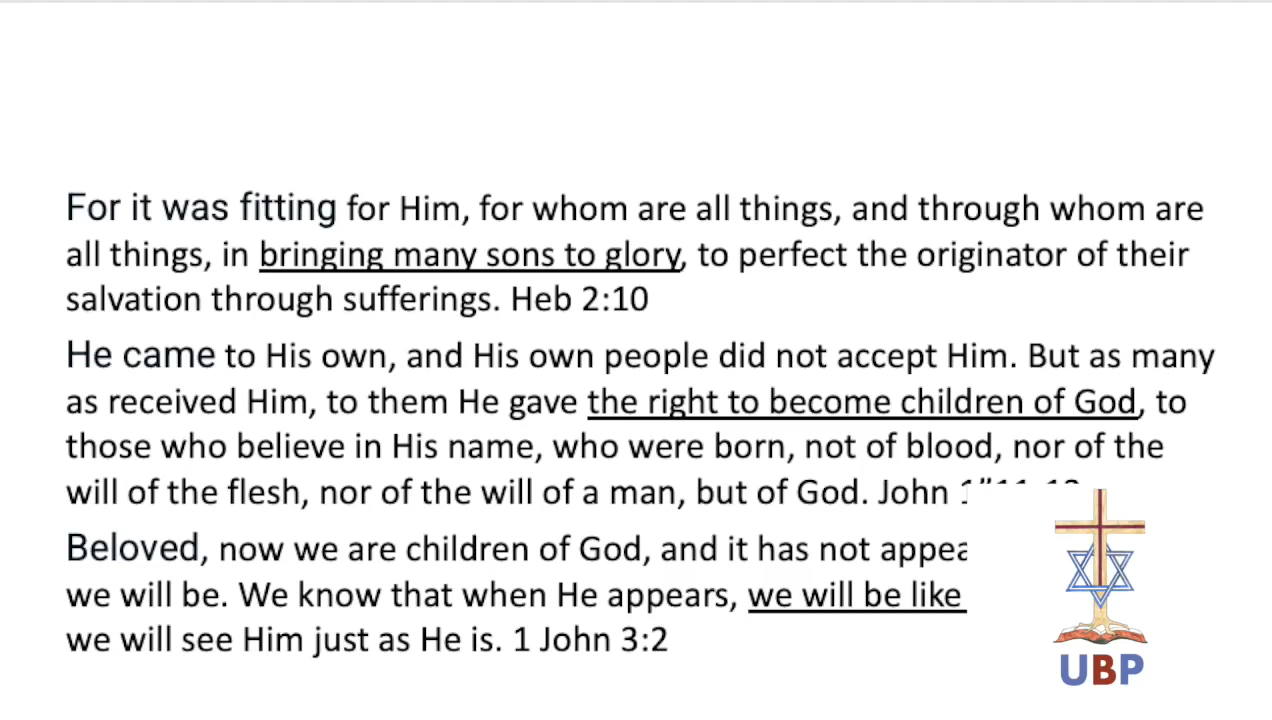 For it was fitting for Him, for whom are all things, and through whom are
all things, in bringing many sons to glory, to perfect the originator of their
salvation through sufferings. Heb 2:10
He came to His own, and His own people did not accept Him. But as many
as received Him, to them He gave the right to become children of God, to
those who believe in His name, who were born, not of blood, nor of the
will of the flesh, nor of the will of a man, but of God. John
Beloved, now we are children of God, and it has not
we will be. We know that when He appears, we will be like
we will see Him just as He is. 1 John 3:2
UBP